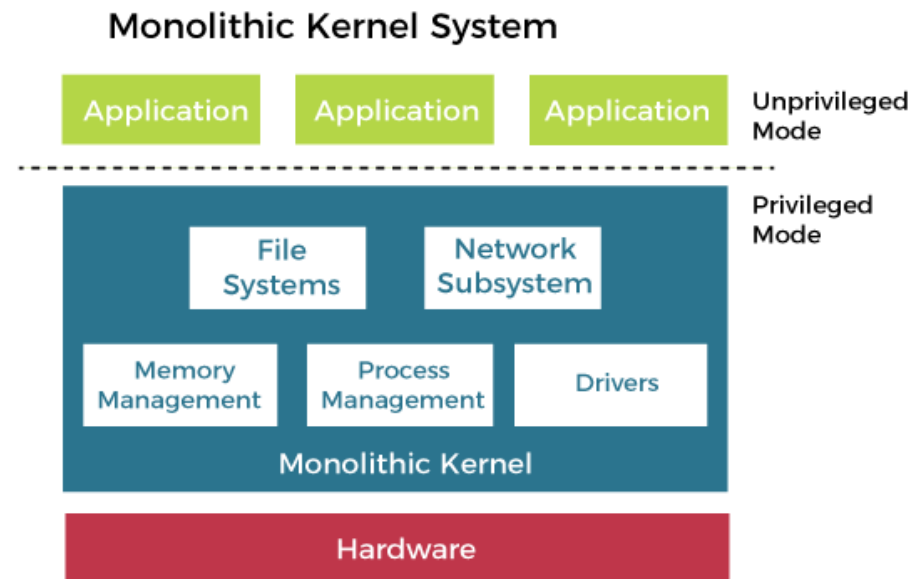 Monolithic Kernel System
Application
Application
Application
Unprivileged
Mode
Privileged
Mode
File
Systems
Network
Subsystem
Memory
Management
Process
Management
Drivers
Monolithic Kernel
Hardware